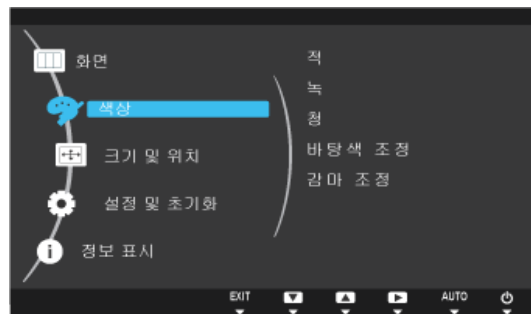 화면
색상
크기 및 위치
설정 및 초기화
정보 표시
적
녹
청
바탕색 조정
감마 조정
EXIT
AUTO